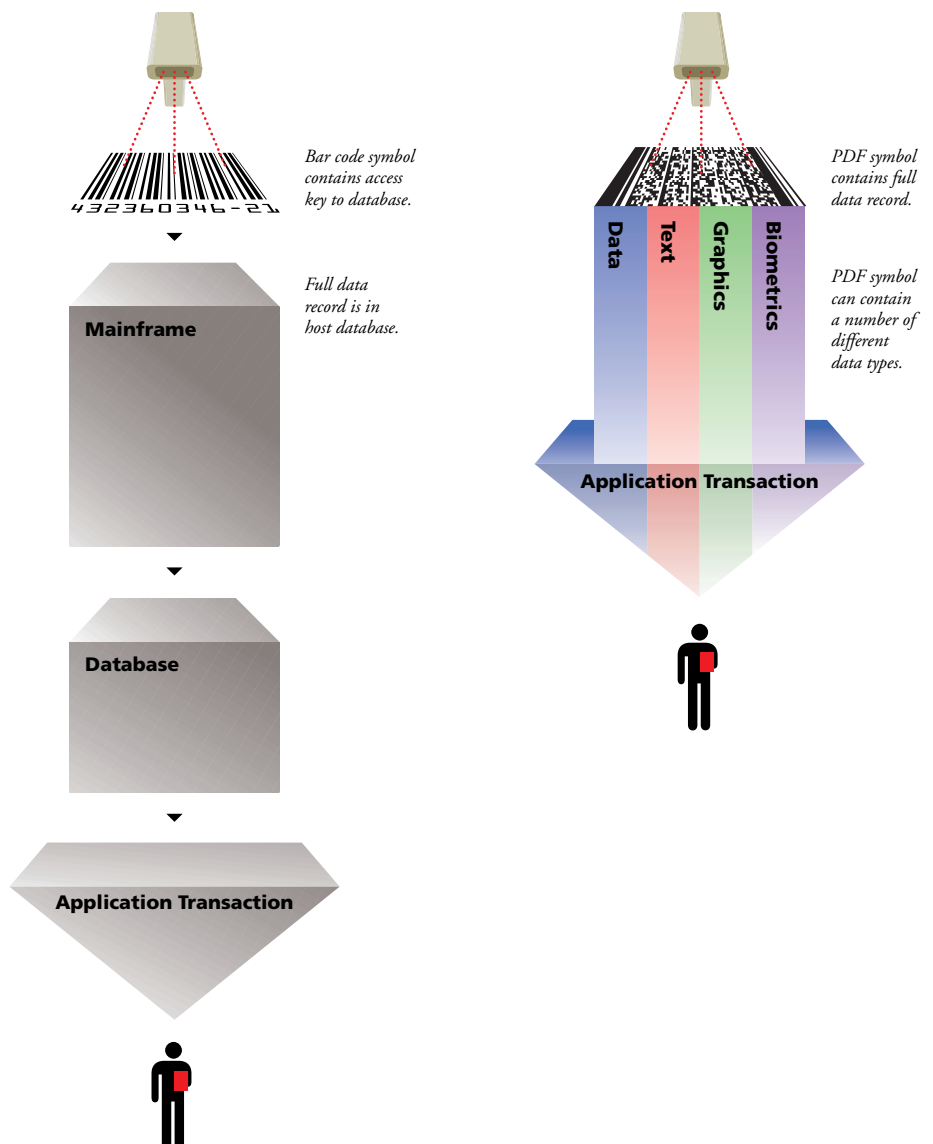 Bar code symbol
contains access
key to database.
432360346-21
Full data
record is in
host database.
Mainframe
Database
Application Transaction
PDF symbol
contains full
data record.
Data
Text
Graphics
Biometrics
PDF symbol
can contain
a number of
different
data types.
Application Transaction